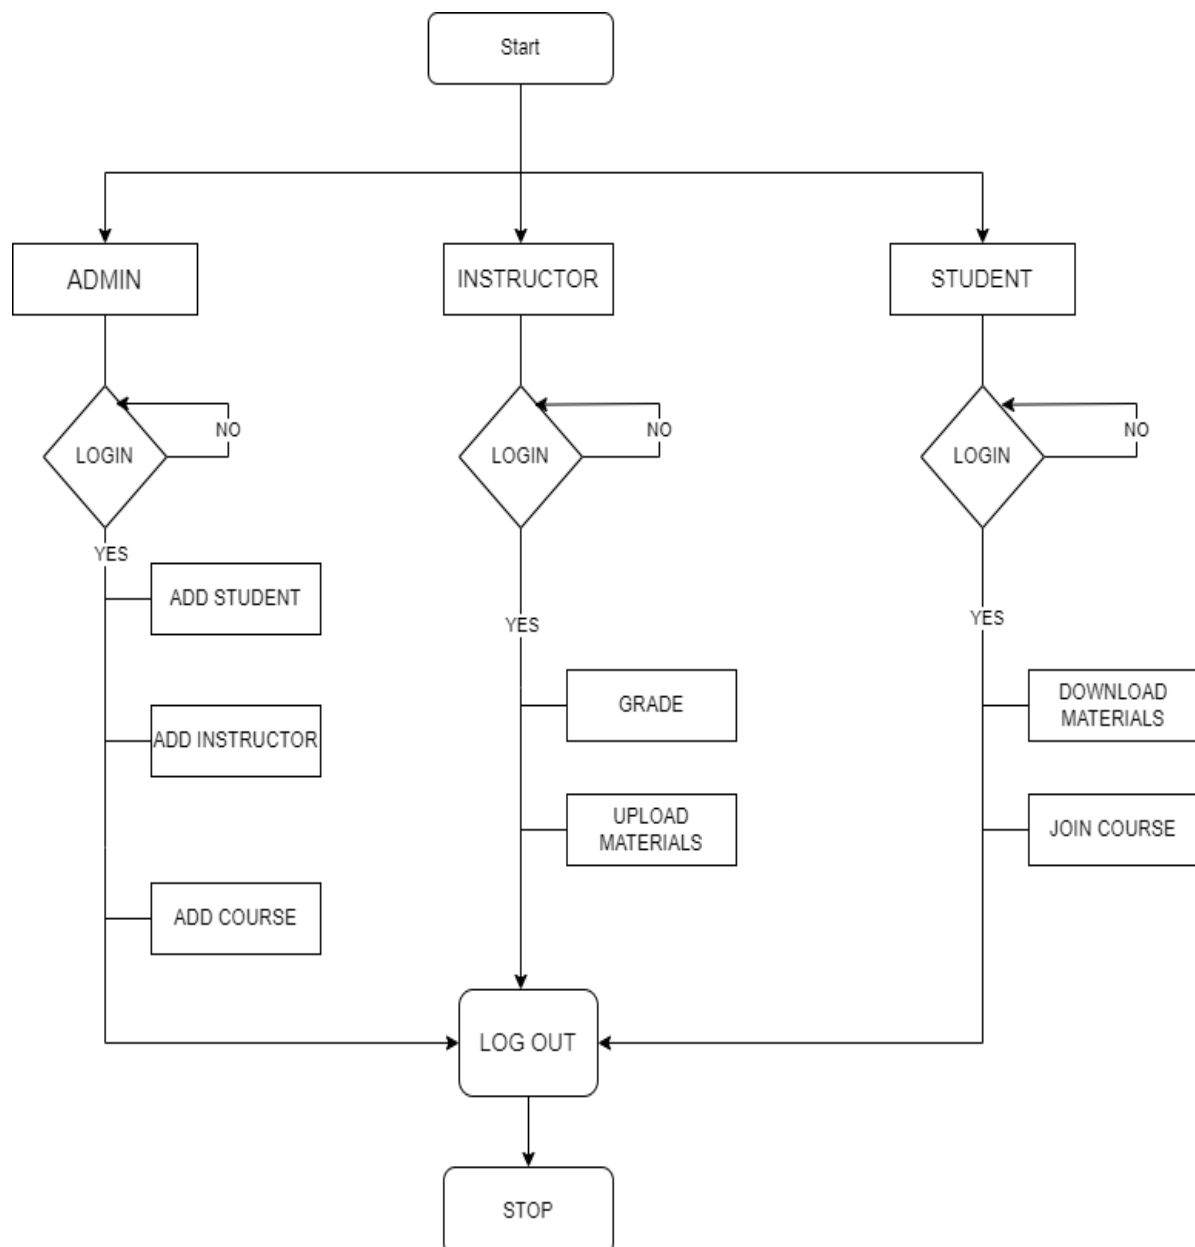 Start
ADMIN
INSTRUCTOR
STUDENT
NO
NO
NO
LOGIN
LOGIN
LOGIN
YES
ADD STUDENT
YES
YES
GRADE
DOWNLOAD
MATERIALS
ADD INSTRUCTOR
UPLOAD
MATERIALS
JOIN COURSE
ADD COURSE
LOG OUT
STOP